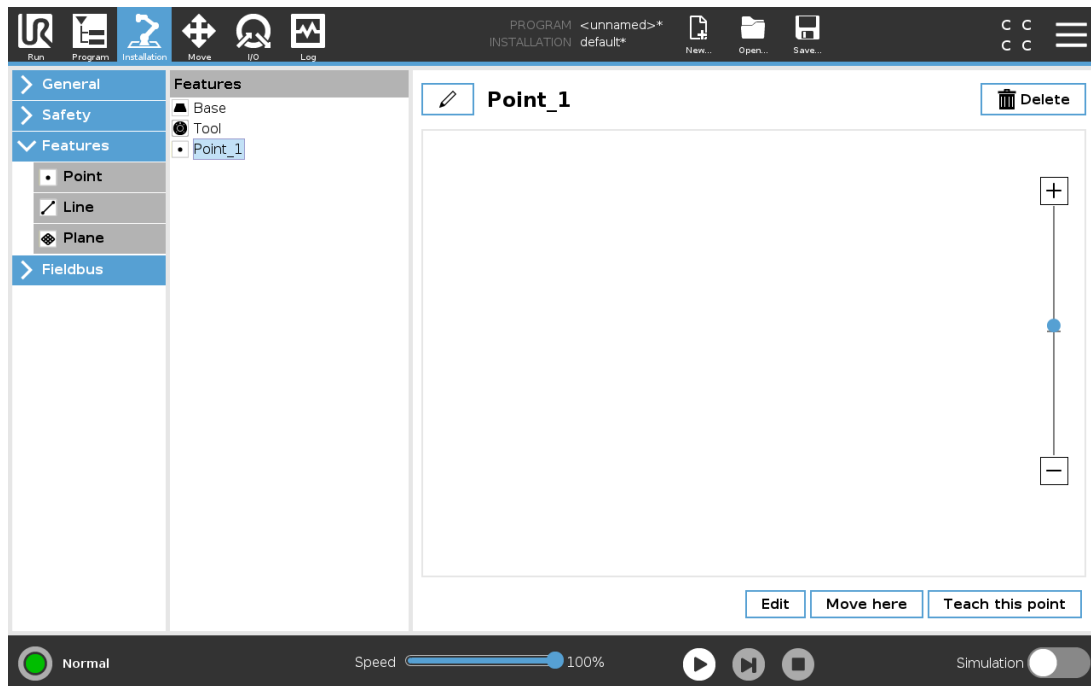 PROGRAM <unnamed>*
INSTALLATION default*
C C
C C
Run Program Installation Move I/O Log New... Open... Save...
General
Safety
Features
Point
Line
Plane
Fieldbus
Features
Base
Tool
Point_1
Point_1
Delete
Edit Move here Teach this point
Normal
Speed 100%
Simulation